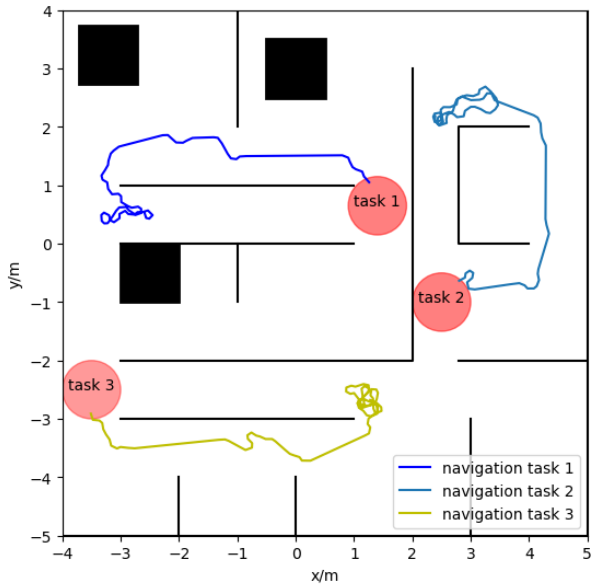 4
3
2
1
0
−1
−2
−3
−4
−5
y/m
task 1
task 2
task 3
navigation task 1
navigation task 2
navigation task 3
−4 −3 −2 −1 0 1 2 3 4 5
x/m